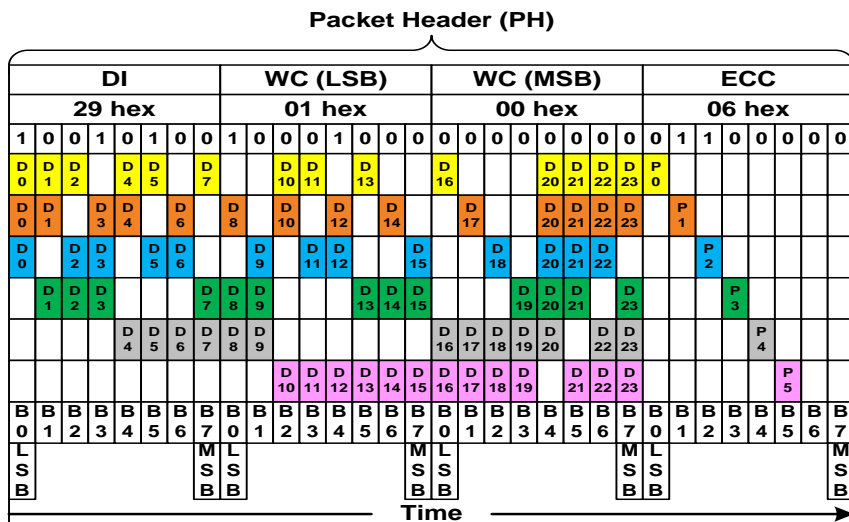 Packet Header (PH)
DI WC (LSB) WC (MSB) ECC
29 hex 01 hex 00 hex 06 hex
1 0 0 1 0 1 0 0 1 0 0 0 1 0 0 0 0 0 0 0 0 0 0 0 0 1 1 0 0 0 0 0
D0 D1 D2 D4 D5 D7 D10 D11 D13 D16 D20 D21 D22 D23 P0
D0 D1 D3 D4 D6 D8 D10 D12 D14 D17 D20 D21 D22 D23 P1
D0 D2 D3 D5 D6 D9 D11 D12 D15 D18 D20 D21 D22 P2
D1 D2 D3 D7 D8 D9 D13 D14 D15 D19 D20 D21 D23 P3
D4 D5 D6 D7 D8 D9 D16 D17 D18 D19 D20 D22 D23 P4
D10 D11 D12 D13 D14 D15 D16 D17 D18 D19 D21 D22 D23 P5
B0 B1 B2 B3 B4 B5 B6 B7 B0 B1 B2 B3 B4 B5 B6 B7 B0 B1 B2 B3 B4 B5 B6 B7 B0 B1 B2 B3 B4 B5 B6 B7
LSB MSB LSB MSB LSB MSB LSB MSB
Time